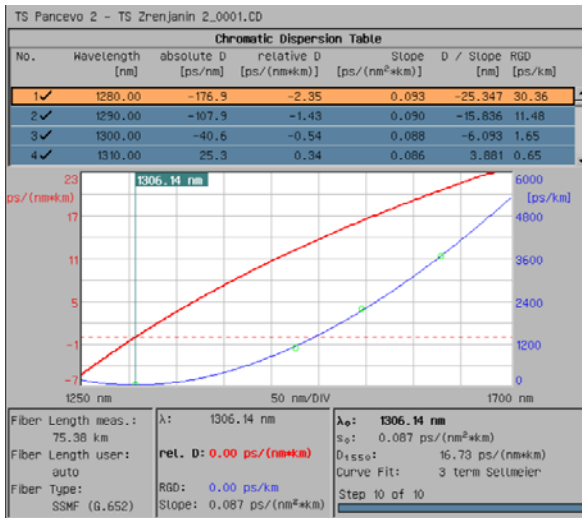 TS Pancevo 2 - TS Zrenjanin 2_0001.CD
Chromatic Dispersion Table
No. Wavelength absolute D relative D Slope D / Slope RGD
[nm] [ps/nm] [ps/(nm*km)] [ps/(nm²*km)] [nm] [ps/km]
1✓ 1280.00 -176.9 -2.35 0.093 -25.347 30.36
2✓ 1290.00 -107.9 -1.43 0.090 -15.836 11.48
3✓ 1300.00 -40.6 -0.54 0.088 -6.093 1.65
4✓ 1310.00 25.3 0.34 0.086 3.881 0.65
23 1306.14 nm 6000
ps/(nm*km) [ps/km]
17 4800
11 3600
5 2400
-1 1200
-7 0
1250 nm 50 nm/DIV 1700 nm
Fiber Length meas.:
75.38 km
Fiber Length user:
auto
Fiber Type:
SSMF (G.652)
λ: 1306.14 nm
rel. D: 0.00 ps/(nm*km)
RGD: 0.00 ps/km
Slope: 0.087 ps/(nm²*km)
λ₀: 1306.14 nm
s₀: 0.087 ps/(nm²*km)
D₁₅₅₀: 16.73 ps/(nm*km)
Curve Fit: 3 term Sellmeier
Step 10 of 10